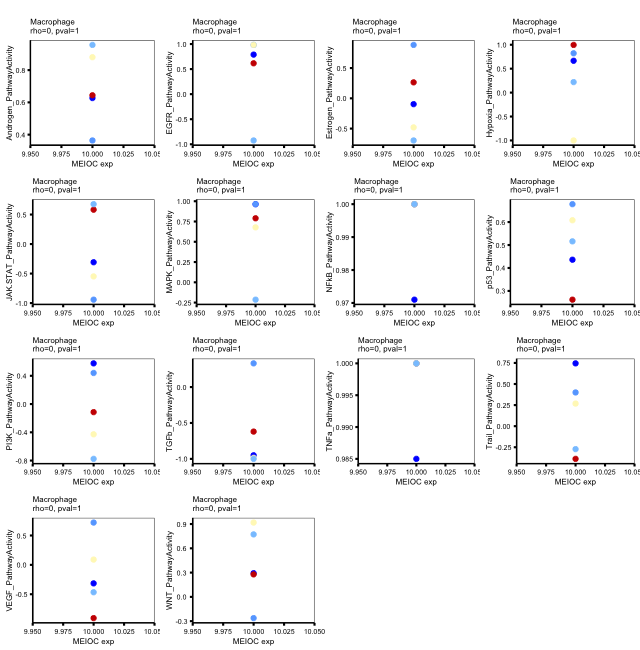 Macrophage
rho=0, pval=1
Androgen_PathwayActivity
0.8
0.6
0.4
9.950 9.975 10.000 10.025 10.05
MEIOC exp
Macrophage
rho=0, pval=1
EGFR_PathwayActivity
1.0
0.5
0.0
-0.5
-1.0
9.950 9.975 10.000 10.025 10.050
MEIOC exp
Macrophage
rho=0, pval=1
Estrogen_PathwayActivity
0.5
0.0
-0.5
9.950 9.975 10.000 10.025 10.05
MEIOC exp
Macrophage
rho=0, pval=1
Hypoxia_PathwayActivity
1.0
0.5
0.0
-0.5
-1.0
9.950 9.975 10.000 10.025 10.05
MEIOC exp
Macrophage
rho=0, pval=1
JAK.STAT_PathwayActivity
0.5
0.0
-0.5
-1.0
9.950 9.975 10.000 10.025 10.05
MEIOC exp
Macrophage
rho=0, pval=1
MAPK_PathwayActivity
1.00
0.75
0.50
0.25
0.00
-0.25
9.950 9.975 10.000 10.025 10.05
MEIOC exp
Macrophage
rho=0, pval=1
NFkB_PathwayActivity
1.00
0.99
0.98
0.97
9.950 9.975 10.000 10.025 10.05
MEIOC exp
Macrophage
rho=0, pval=1
p53_PathwayActivity
0.6
0.5
0.4
0.3
9.950 9.975 10.000 10.025 10.05
MEIOC exp
Macrophage
rho=0, pval=1
PI3K_PathwayActivity
0.4
0.0
-0.4
-0.8
9.950 9.975 10.000 10.025 10.05
MEIOC exp
Macrophage
rho=0, pval=1
TGFb_PathwayActivity
0.0
-0.5
-1.0
9.950 9.975 10.000 10.025 10.050
MEIOC exp
Macrophage
rho=0, pval=1
TNFa_PathwayActivity
1.000
0.995
0.990
0.985
9.950 9.975 10.000 10.025 10.05
MEIOC exp
Macrophage
rho=0, pval=1
Trail_PathwayActivity
0.75
0.50
0.25
0.00
-0.25
9.950 9.975 10.000 10.025 10.05
MEIOC exp
Macrophage
rho=0, pval=1
VEGF_PathwayActivity
0.5
0.0
-0.5
9.950 9.975 10.000 10.025 10.05
MEIOC exp
Macrophage
rho=0, pval=1
WNT_PathwayActivity
0.9
0.6
0.3
0.0
-0.3
9.950 9.975 10.000 10.025 10.050
MEIOC exp